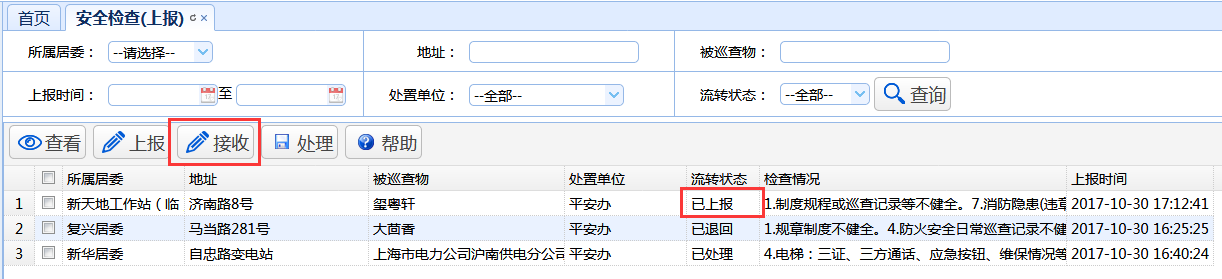 首页 安全检查(上报)
所属居委： --请选择-- 地址： 被巡查物：
上报时间： 至 处置单位： --全部-- 流转状态： --全部-- 查询
查看 上报 接收 处理 帮助
所属居委 地址 被巡查物 处置单位 流转状态 检查情况 上报时间
1 新天地工作站（临 济南路8号 玺粤轩 平安办 已上报 1.制度规程或巡查记录等不健全。7.消防隐患(违章 2017-10-30 17:12:41
2 复兴居委 马当路281号 大茴香 平安办 已退回 1.规章制度不健全。4.防火安全日常巡查记录不健 2017-10-30 16:25:25
3 新华居委 自忠路变电站 上海市电力公司沪南供电分公司 平安办 已处理 4.电梯：三证、三方通话、应急按钮、维保情况等 2017-10-30 16:40:24